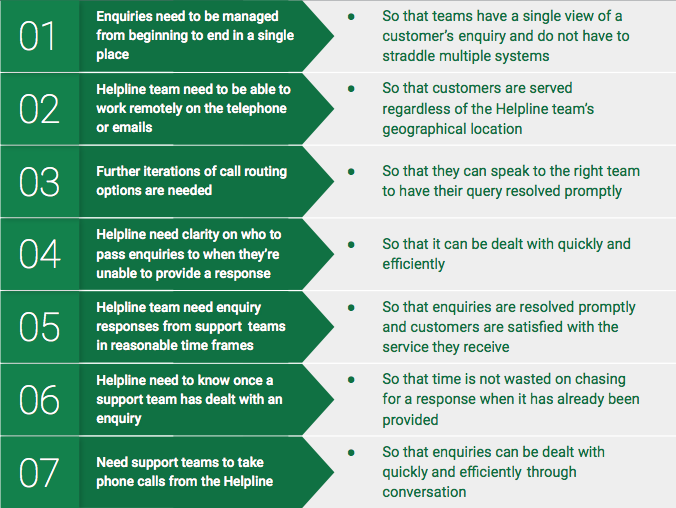 01
Enquiries need to be managed
from beginning to end in a single
place
• So that teams have a single view of a
customer's enquiry and do not have to
straddle multiple systems
02
Helpline team need to be able to
work remotely on the telephone
or emails
• So that customers are served
regardless of the Helpline team's
geographical location
03
Further iterations of call routing
options are needed
• So that they can speak to the right team
to have their query resolved promptly
04
Helpline need clarity on who to
pass enquiries to when they're
unable to provide a response
• So that it can be dealt with quickly and
efficiently
05
Helpline team need enquiry
responses from support teams
in reasonable time frames
• So that enquiries are resolved promptly
and customers are satisfied with the
service they receive
06
Helpline need to know once a
support team has dealt with an
enquiry
• So that time is not wasted on chasing
for a response when it has already been
provided
07
Need support teams to take
phone calls from the Helpline
• So that enquiries can be dealt with
quickly and efficiently through
conversation